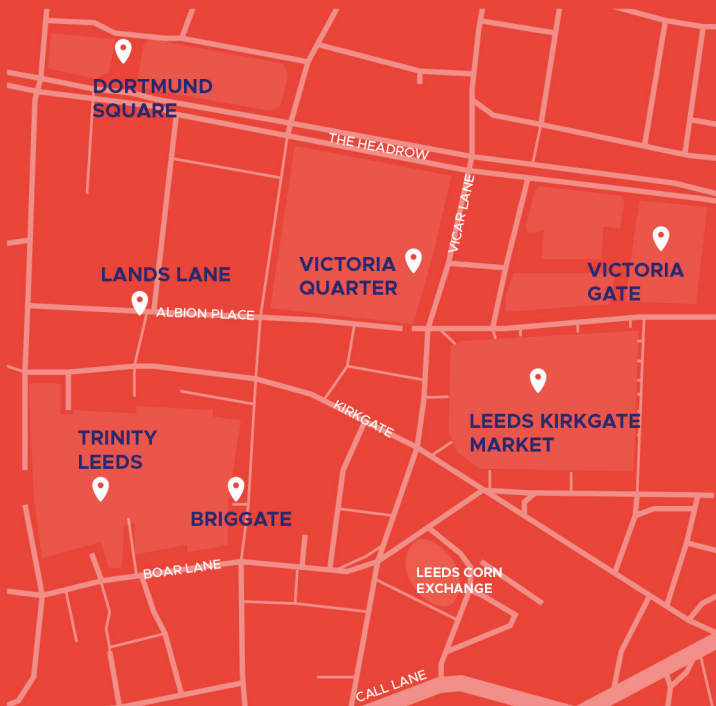 DORTMUND
SQUARE
THE HEADROW
VICAR LANE
VICTORIA
QUARTER
VICTORIA
GATE
LANDS LANE
ALBION PLACE
KIRKGATE
LEEDS KIRKGATE
MARKET
TRINITY
LEEDS
BRIGGATE
BOAR LANE
LEEDS CORN
EXCHANGE
CALL LANE